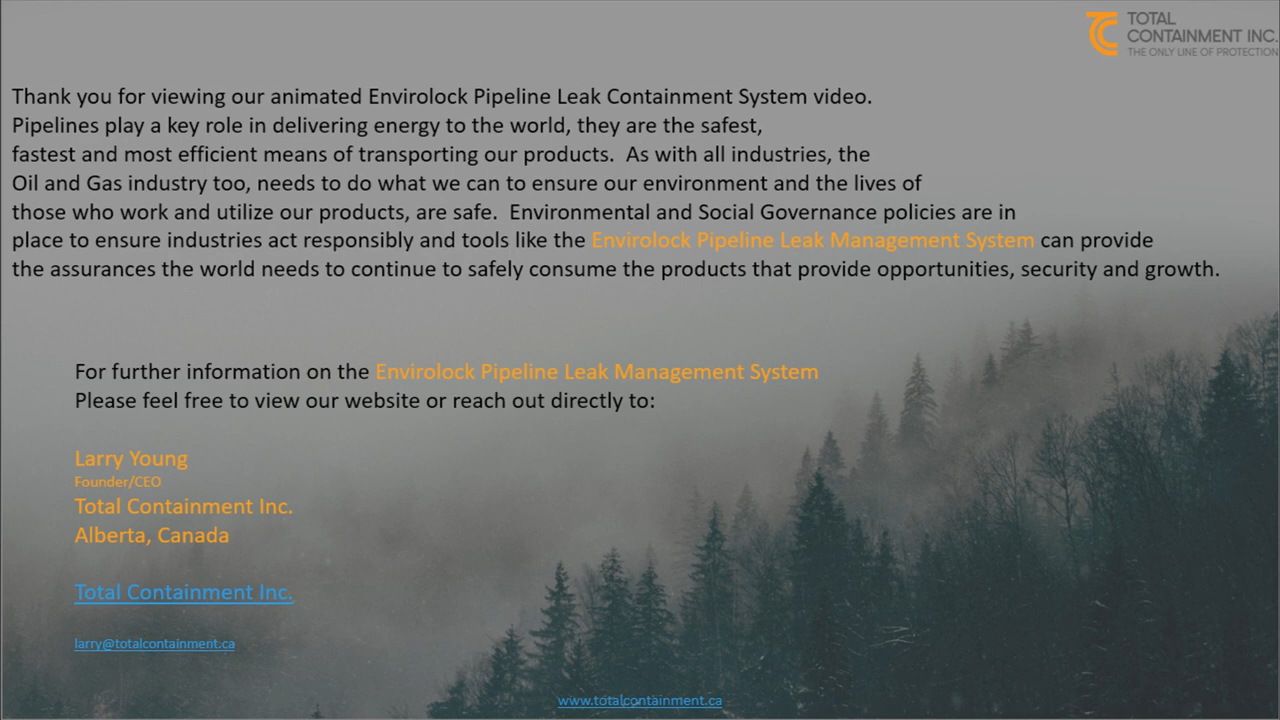 TOTAL
CONTAINMENT INC.
THE ONLY LINE OF PROTECTION
Thank you for viewing our animated Envirolock Pipeline Leak Containment System video.
Pipelines play a key role in delivering energy to the world, they are the safest,
fastest and most efficient means of transporting our products.  As with all industries, the
Oil and Gas industry too, needs to do what we can to ensure our environment and the lives of
those who work and utilize our products, are safe.  Environmental and Social Governance policies are in
place to ensure industries act responsibly and tools like the Envirolock Pipeline Leak Management System can provide
the assurances the world needs to continue to safely consume the products that provide opportunities, security and growth.
For further information on the Envirolock Pipeline Leak Management System
Please feel free to view our website or reach out directly to:
Larry Young
Founder/CEO
Total Containment Inc.
Alberta, Canada
Total Containment Inc.
larry@totalcontainment.ca
www.totalcontainment.ca